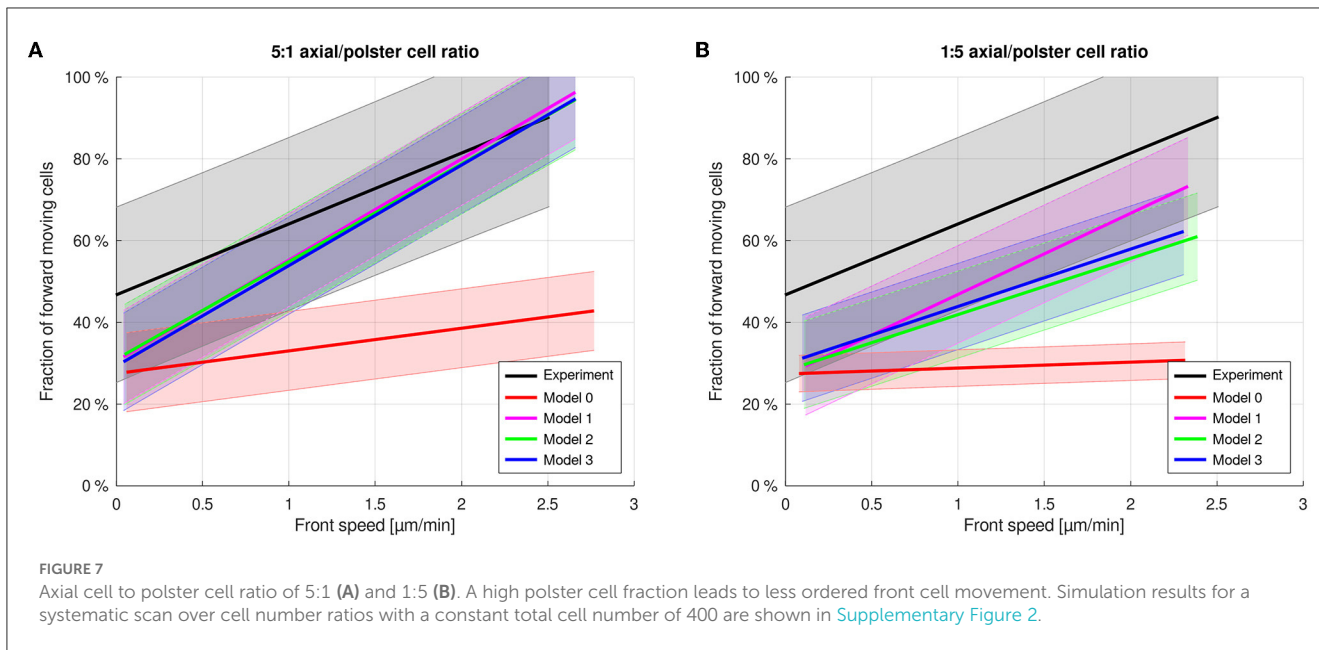 A
5:1 axial/polster cell ratio
100 %
80 %
60 %
40 %
20 %
0 %
Fraction of forward moving cells
0
0.5
1
1.5
2
2.5
3
Front speed [µm/min]
Experiment
Model 0
Model 1
Model 2
Model 3
B
1:5 axial/polster cell ratio
100 %
80 %
60 %
40 %
20 %
0 %
Fraction of forward moving cells
0
0.5
1
1.5
2
2.5
3
Front speed [µm/min]
Experiment
Model 0
Model 1
Model 2
Model 3
FIGURE 7
Axial cell to polster cell ratio of 5:1 (A) and 1:5 (B). A high polster cell fraction leads to less ordered front cell movement. Simulation results for a
systematic scan over cell number ratios with a constant total cell number of 400 are shown in Supplementary Figure 2.